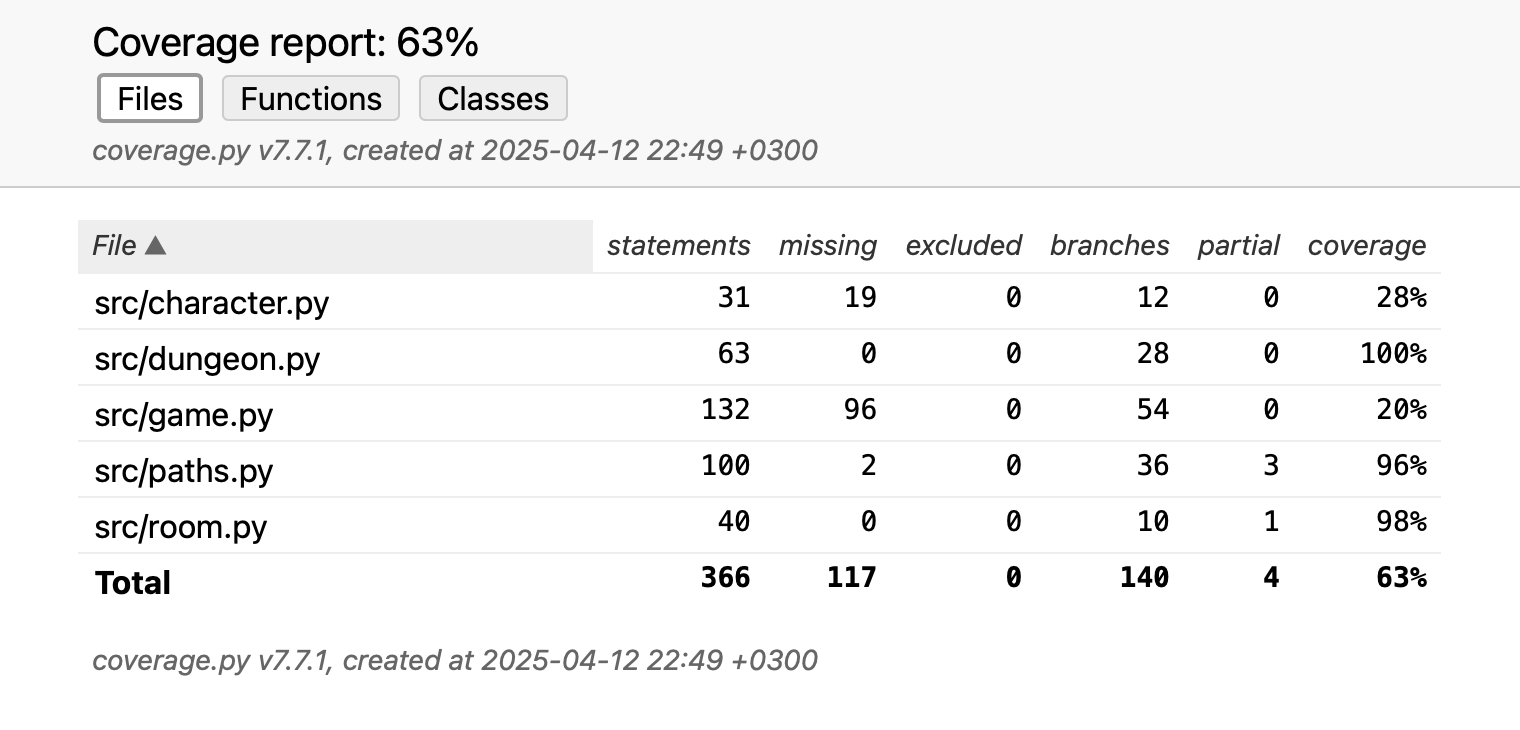 Coverage report: 63%
Files Functions Classes
coverage.py v7.7.1, created at 2025-04-12 22:49 +0300
File ▲ statements missing excluded branches partial coverage
src/character.py 31 19 0 12 0 28%
src/dungeon.py 63 0 0 28 0 100%
src/game.py 132 96 0 54 0 20%
src/paths.py 100 2 0 36 3 96%
src/room.py 40 0 0 10 1 98%
Total 366 117 0 140 4 63%
coverage.py v7.7.1, created at 2025-04-12 22:49 +0300